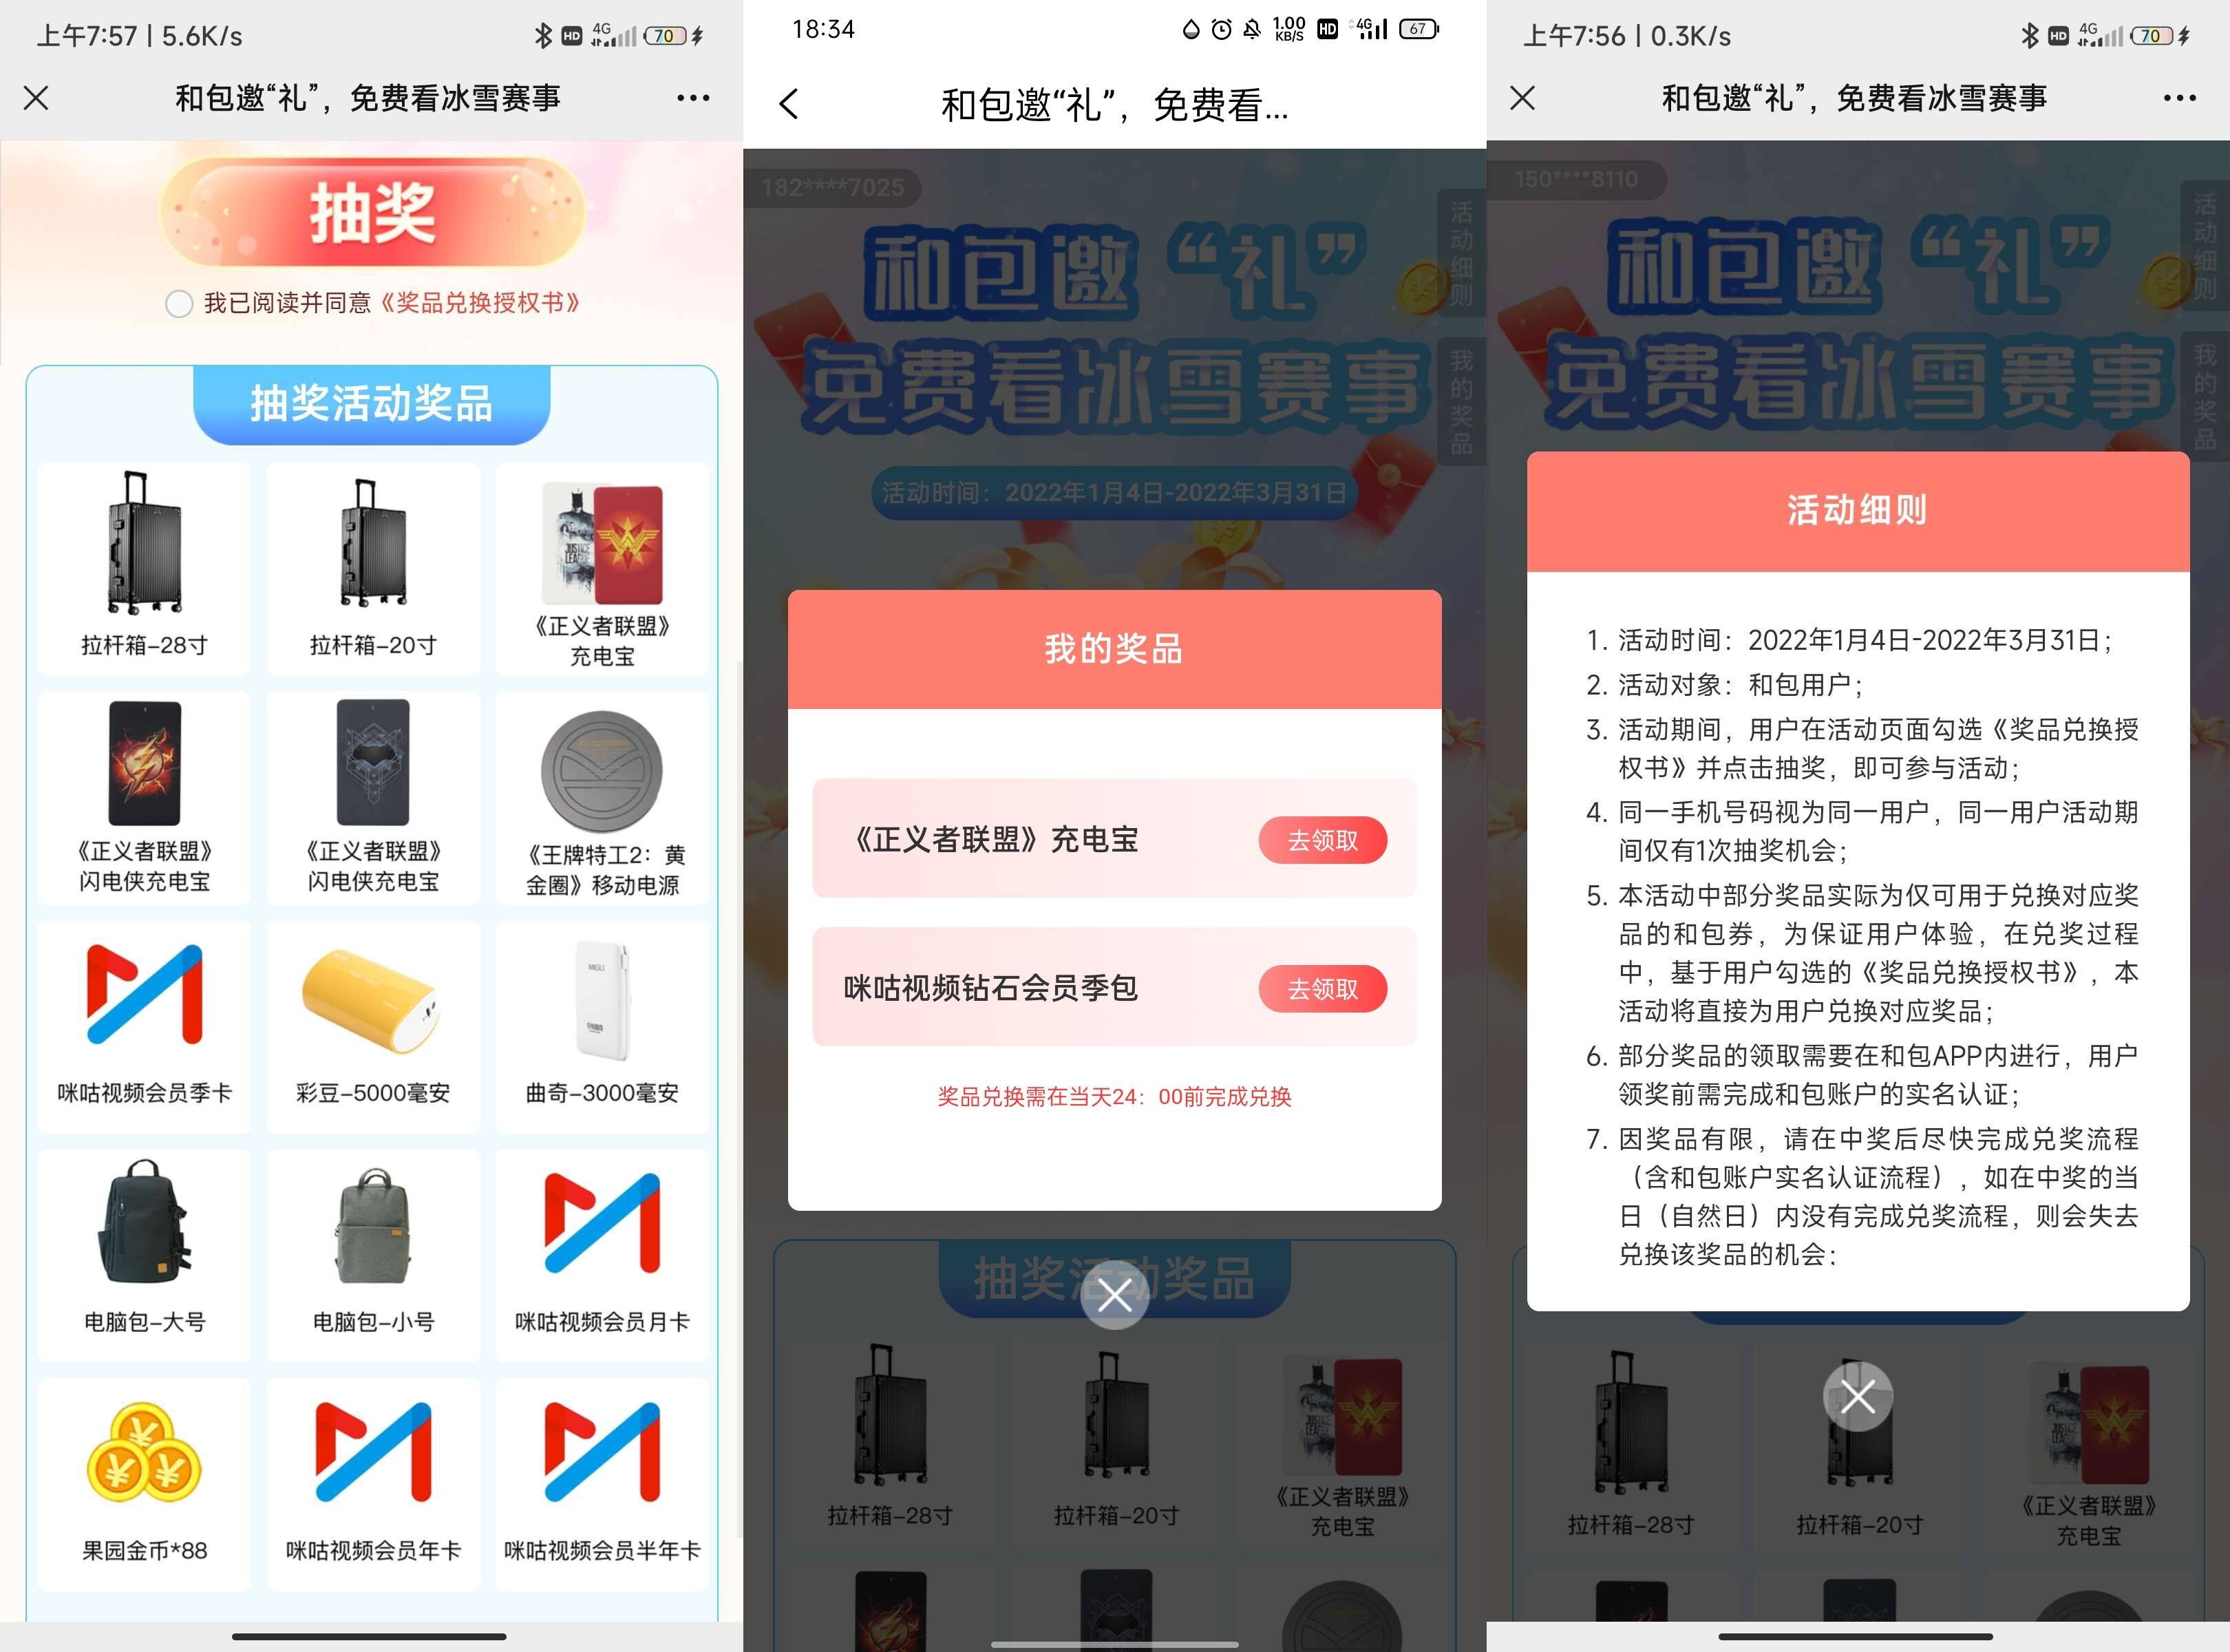 上午7:57 | 5.6K/s
HD 4G 70
和包邀“礼”，免费看冰雪赛事
抽奖
我已阅读并同意《奖品兑换授权书》
抽奖活动奖品
拉杆箱-28寸
拉杆箱-20寸
JUSTICE
LEAGUE
《正义者联盟》
充电宝
《正义者联盟》
闪电侠充电宝
《正义者联盟》
闪电侠充电宝
Kingsman
《王牌特工2：黄
金圈》移动电源
咪咕视频会员季卡
彩豆-5000毫安
MIGU
曲奇-3000毫安
电脑包-大号
电脑包-小号
咪咕视频会员月卡
果园金币*88
咪咕视频会员年卡
咪咕视频会员半年卡
18:34
1.00
KB/S
HD 4G 67
和包邀“礼”，免费看...
182****7025
活动细则
和包邀“礼”
免费看冰雪赛事
我的奖品
活动时间：2022年1月4日-2022年3月31日
我的奖品
《正义者联盟》充电宝
去领取
咪咕视频钻石会员季包
去领取
奖品兑换需在当天24：00前完成兑换
抽奖活动奖品
拉杆箱-28寸
拉杆箱-20寸
JUSTICE
LEAGUE
《正义者联盟》
充电宝
上午7:56 | 0.3K/s
HD 4G 70
和包邀“礼”，免费看冰雪赛事
150****8110
活动细则
和包邀“礼”
免费看冰雪赛事
我的奖品
活动细则
1. 活动时间：2022年1月4日-2022年3月31日；
2. 活动对象：和包用户；
3. 活动期间，用户在活动页面勾选《奖品兑换授
权书》并点击抽奖，即可参与活动；
4. 同一手机号码视为同一用户，同一用户活动期
间仅有1次抽奖机会；
5. 本活动中部分奖品实际为仅可用于兑换对应奖
品的和包券，为保证用户体验，在兑奖过程
中，基于用户勾选的《奖品兑换授权书》，本
活动将直接为用户兑换对应奖品；
6. 部分奖品的领取需要在和包APP内进行，用户
领奖前需完成和包账户的实名认证；
7. 因奖品有限，请在中奖后尽快完成兑奖流程
（含和包账户实名认证流程），如在中奖的当
日（自然日）内没有完成兑奖流程，则会失去
兑换该奖品的机会；
拉杆箱-28寸
拉杆箱-20寸
JUSTICE
LEAGUE
《正义者联盟》
充电宝